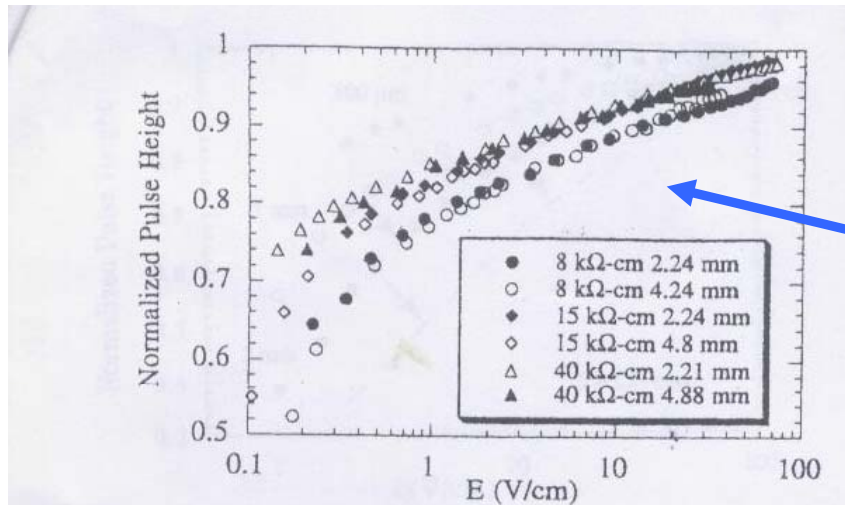 1
0.9
0.8
0.7
0.6
0.5
Normalized Pulse Height
8 kΩ-cm 2.24 mm
8 kΩ-cm 4.24 mm
15 kΩ-cm 2.24 mm
15 kΩ-cm 4.8 mm
40 kΩ-cm 2.21 mm
40 kΩ-cm 4.88 mm
0.1 1 10 100
E (V/cm)